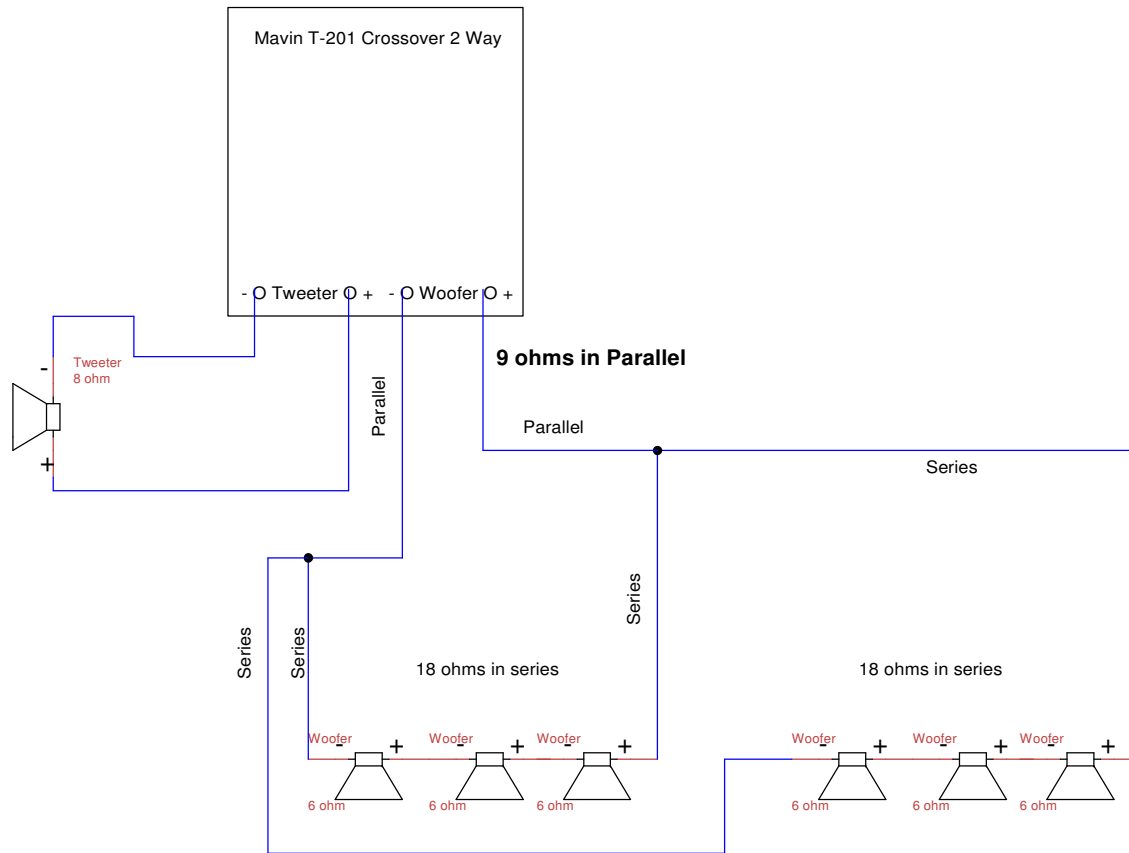 Mavin T-201 Crossover 2 Way
- O Tweeter O + - O Woofer O +
9 ohms in Parallel
-
Tweeter
8 ohm
+
Parallel
Parallel
Series
Series
Series
Series
18 ohms in series
18 ohms in series
Woofer - + Woofer - + Woofer - +
6 ohm 6 ohm 6 ohm
Woofer - + Woofer - + Woofer - +
6 ohm 6 ohm 6 ohm